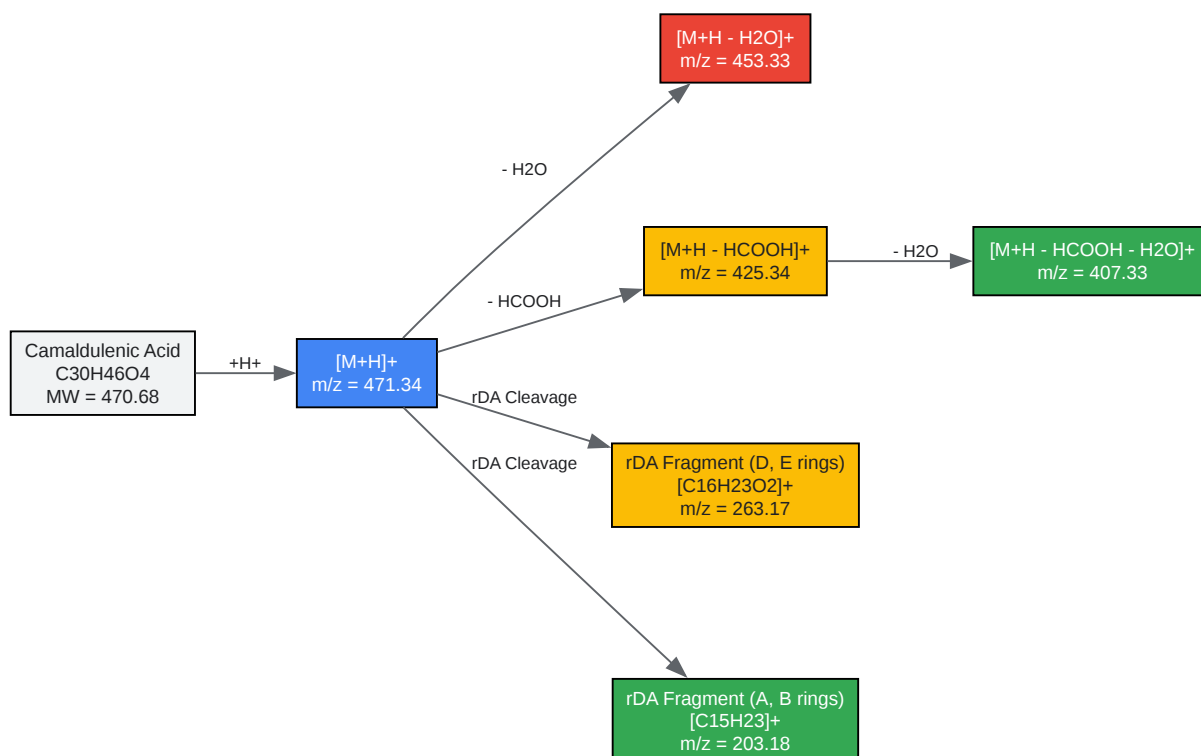 [M+H - H2O]+
m/z = 453.33
- H2O
[M+H - HCOOH]+
m/z = 425.34
- H2O
[M+H - HCOOH - H2O]+
m/z = 407.33
- HCOOH
Camaldulenic Acid
C30H46O4
MW = 470.68
+H+
[M+H]+
m/z = 471.34
rDA Cleavage
rDA Cleavage
rDA Fragment (D, E rings)
[C16H23O2]+
m/z = 263.17
rDA Fragment (A, B rings)
[C15H23]+
m/z = 203.18